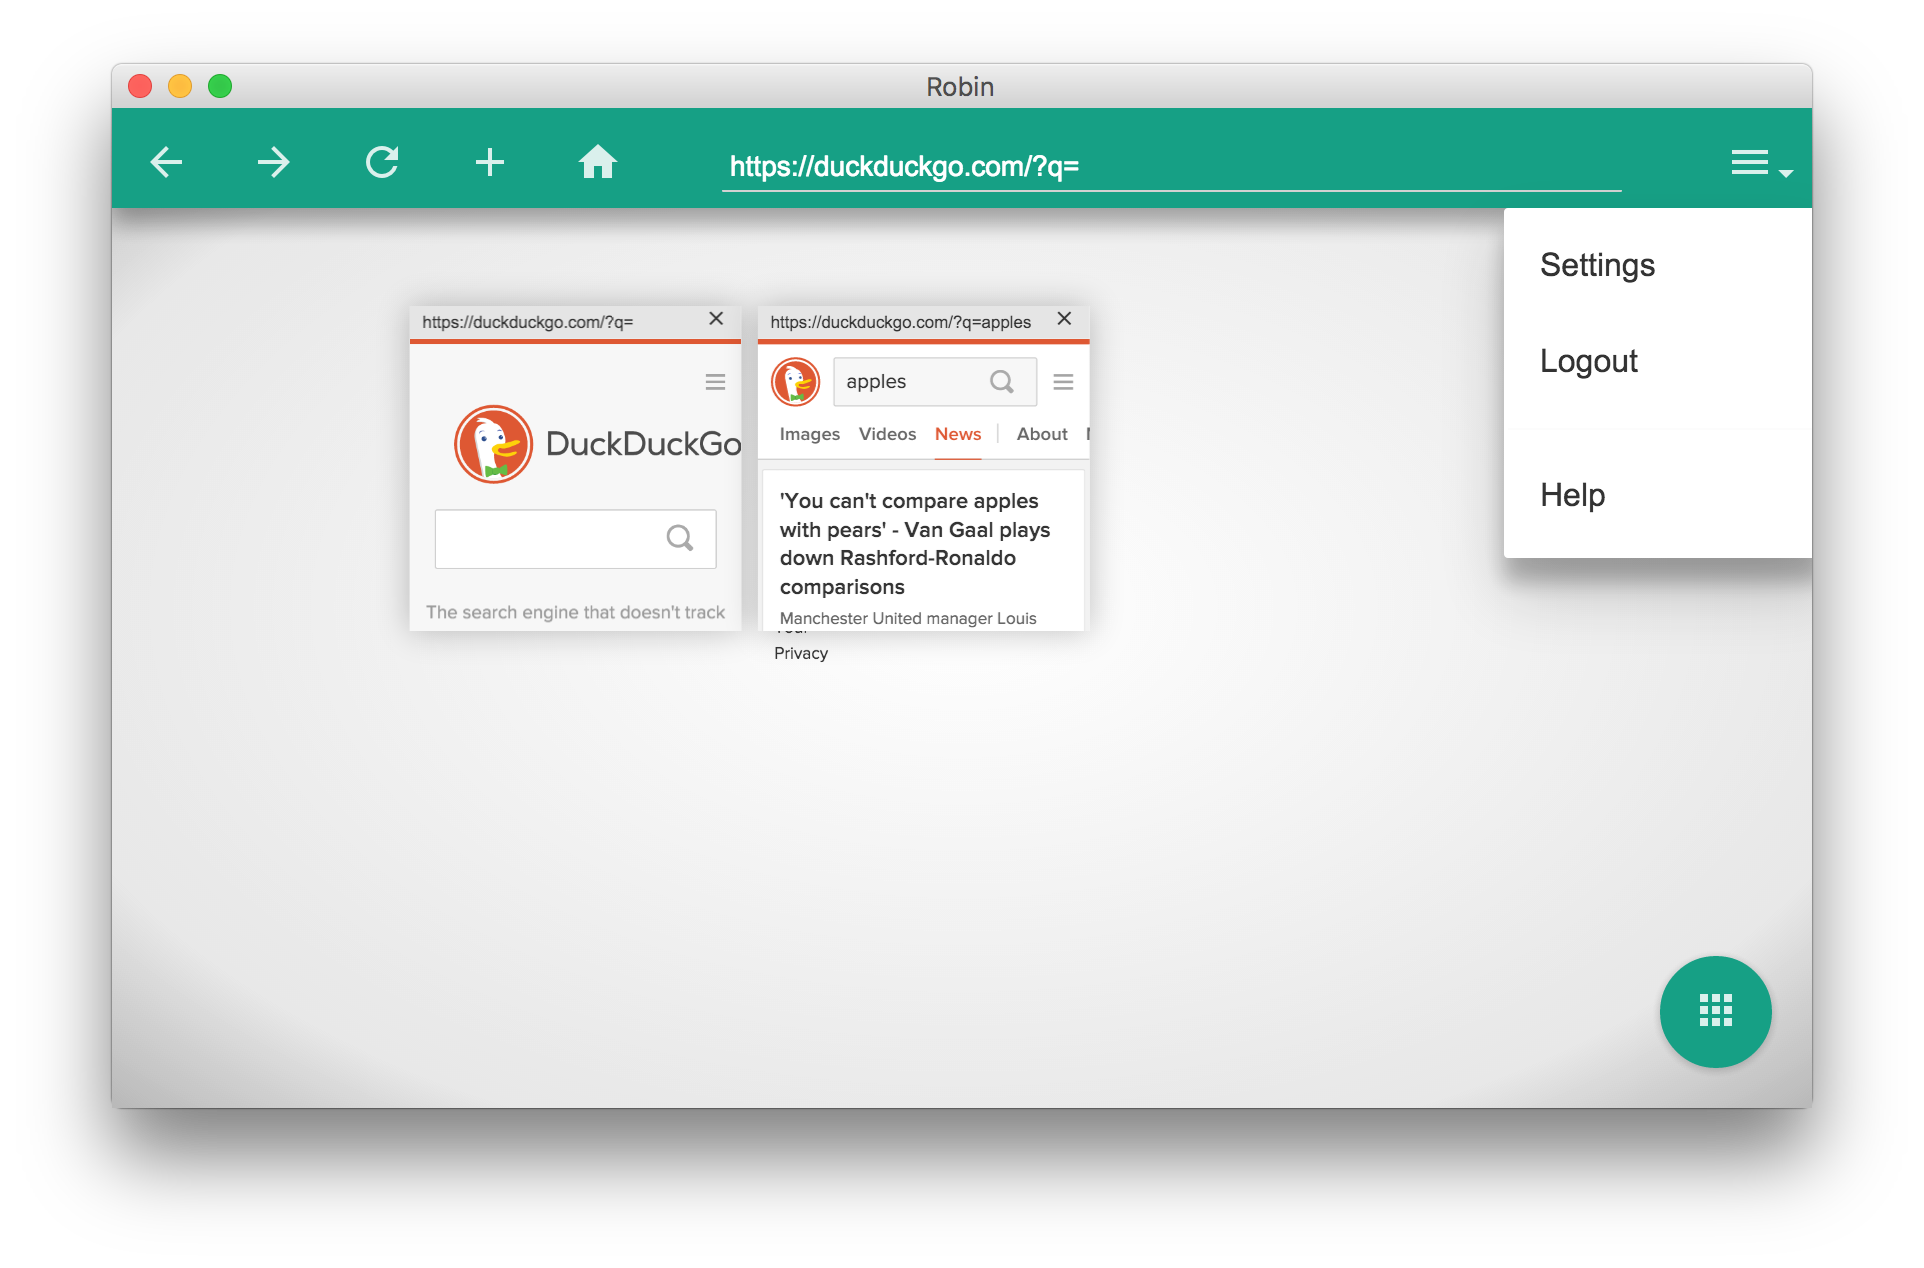 Robin
https://duckduckgo.com/?q=
Settings
Logout
Help
https://duckduckgo.com/?q=
DuckDuckGo
The search engine that doesn't track
https://duckduckgo.com/?q=apples
apples
Images Videos News About
'You can't compare apples
with pears' - Van Gaal plays
down Rashford-Ronaldo
comparisons
Manchester United manager Louis
Privacy